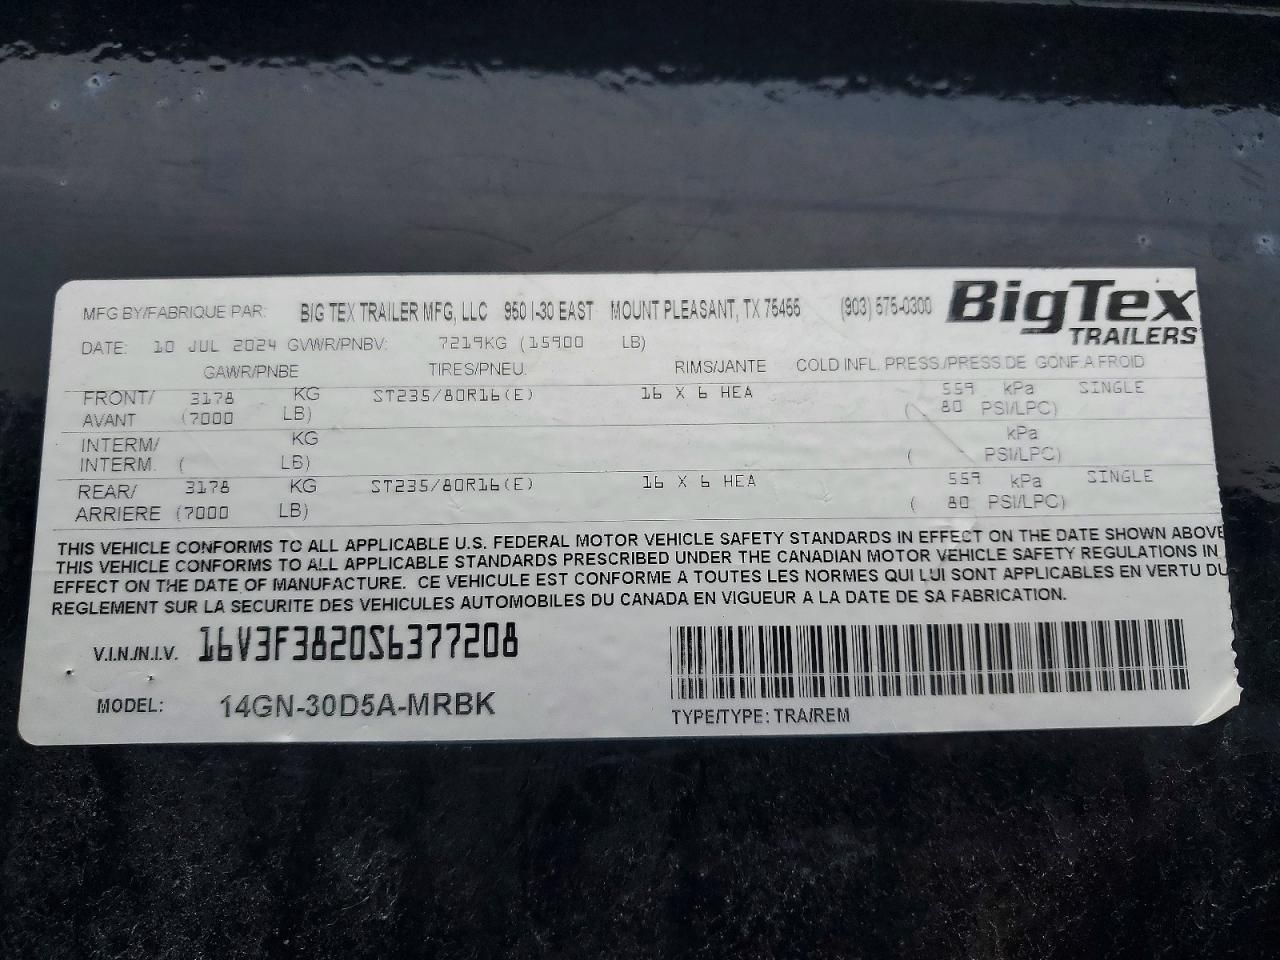 MFG BY/FABRIQUE PAR: BIG TEX TRAILER MFG, LLC 950 I-30 EAST MOUNT PLEASANT, TX 75455 (903) 575-0300 BigTex
TRAILERS
DATE: 10 JUL 2024 GVWR/PNBV: 7219KG (15900 LB)
GAWR/PNBE TIRES/PNEU. RIMS/JANTE COLD INFL. PRESS./PRESS.DE GONF.A FROID
FRONT/ 3178 KG ST235/80R16(E) 16 X 6 HEA 559 kPa SINGLE
AVANT (7000 LB) ( 80 PSI/LPC)
INTERM/ KG kPa
INTERM. ( LB) ( PSI/LPC)
REAR/ 3178 KG ST235/80R16(E) 16 X 6 HEA 559 kPa SINGLE
ARRIERE (7000 LB) ( 80 PSI/LPC)
THIS VEHICLE CONFORMS TO ALL APPLICABLE U.S. FEDERAL MOTOR VEHICLE SAFETY STANDARDS IN EFFECT ON THE DATE SHOWN ABOVE
THIS VEHICLE CONFORMS TO ALL APPLICABLE STANDARDS PRESCRIBED UNDER THE CANADIAN MOTOR VEHICLE SAFETY REGULATIONS IN
EFFECT ON THE DATE OF MANUFACTURE. CE VEHICULE EST CONFORME A TOUTES LES NORMES QUI LUI SONT APPLICABLES EN VERTU DU
REGLEMENT SUR LA SECURITE DES VEHICULES AUTOMOBILES DU CANADA EN VIGUEUR A LA DATE DE SA FABRICATION.
V.I.N./N.I.V. 16V3F3820S6377208
MODEL: 14GN-30D5A-MRBK
TYPE/TYPE: TRA/REM